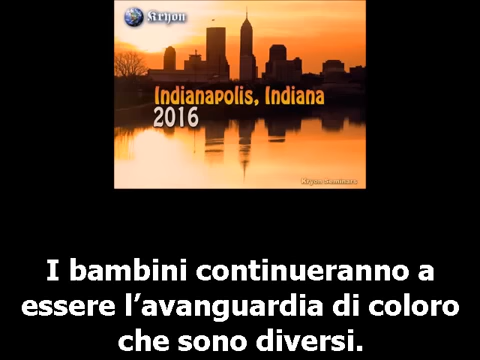 Kryon
Indianapolis, Indiana
2016
Kryon Seminars
I bambini continueranno a
essere l’avanguardia di coloro
che sono diversi.